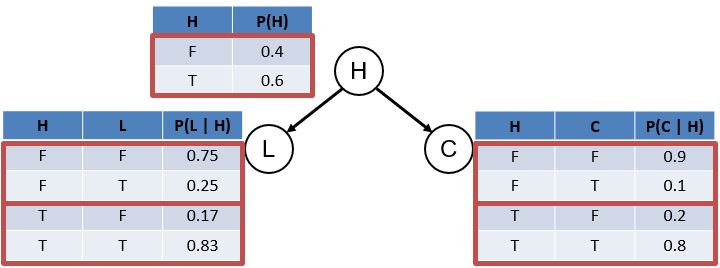 H P(H)
F 0.4
T 0.6
H
H L P(L | H)
F F 0.75
F T 0.25
T F 0.17
T T 0.83
L
C
H C P(C | H)
F F 0.9
F T 0.1
T F 0.2
T T 0.8